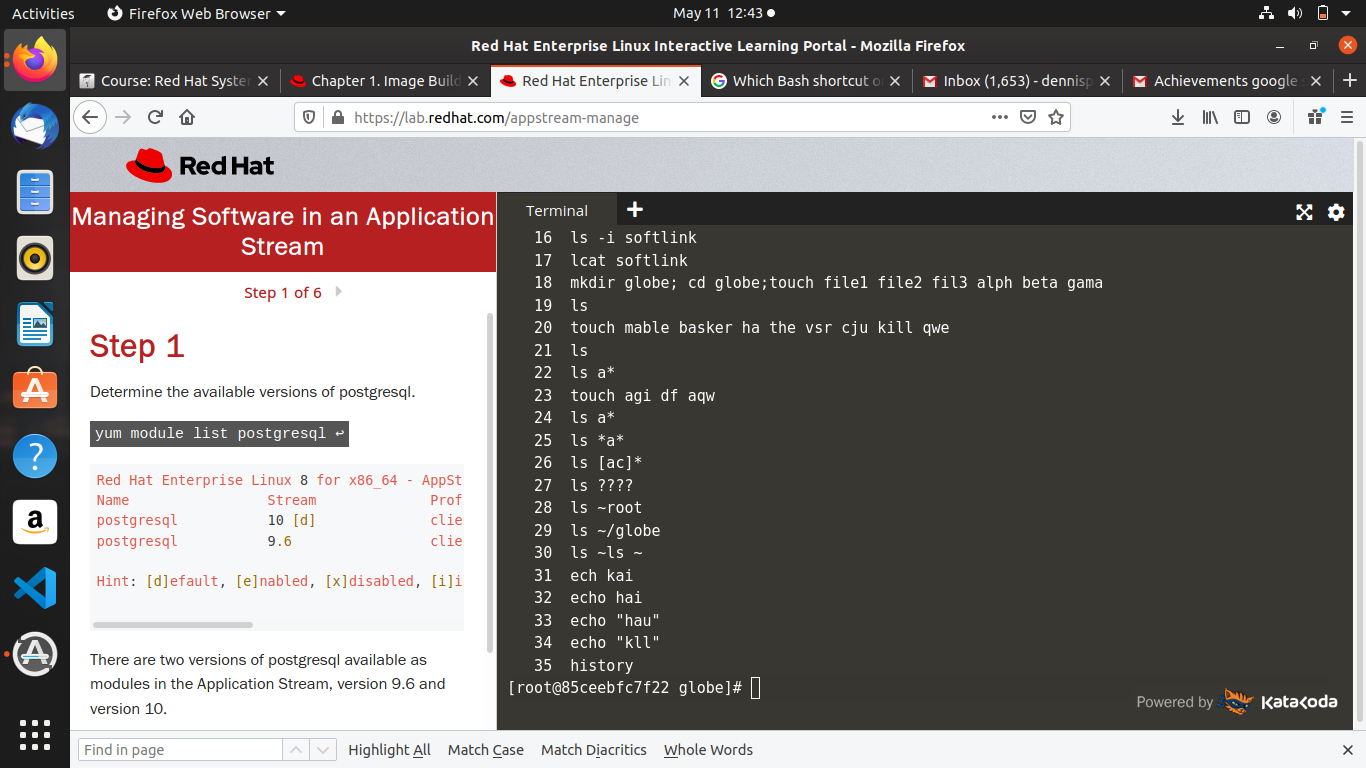 Activities
Firefox Web Browser
May 11 12:43
Red Hat Enterprise Linux Interactive Learning Portal - Mozilla Firefox
Course: Red Hat Syster
Chapter 1. Image Build
Red Hat Enterprise Lin
Which Bash shortcut o
Inbox (1,653) - dennisp
Achievements google
https://lab.redhat.com/appstream-manage
Red Hat
Managing Software in an Application
Stream
Step 1 of 6
Step 1
Determine the available versions of postgresql.
yum module list postgresql ↩
Red Hat Enterprise Linux 8 for x86_64 - AppSt
Name Stream Prof
postgresql 10 [d] clie
postgresql 9.6 clie
Hint: [d]efault, [e]nabled, [x]disabled, [i]i
There are two versions of postgresql available as
modules in the Application Stream, version 9.6 and
version 10.
Terminal
16 ls -i softlink
17 lcat softlink
18 mkdir globe; cd globe;touch file1 file2 fil3 alph beta gama
19 ls
20 touch mable basker ha the vsr cju kill qwe
21 ls
22 ls a*
23 touch agi df aqw
24 ls a*
25 ls *a*
26 ls [ac]*
27 ls ????
28 ls ~root
29 ls ~/globe
30 ls ~ls ~
31 ech kai
32 echo hai
33 echo "hau"
34 echo "kll"
35 history
[root@85ceebfc7f22 globe]#
Powered by Katacoda
Find in page
Highlight All
Match Case
Match Diacritics
Whole Words